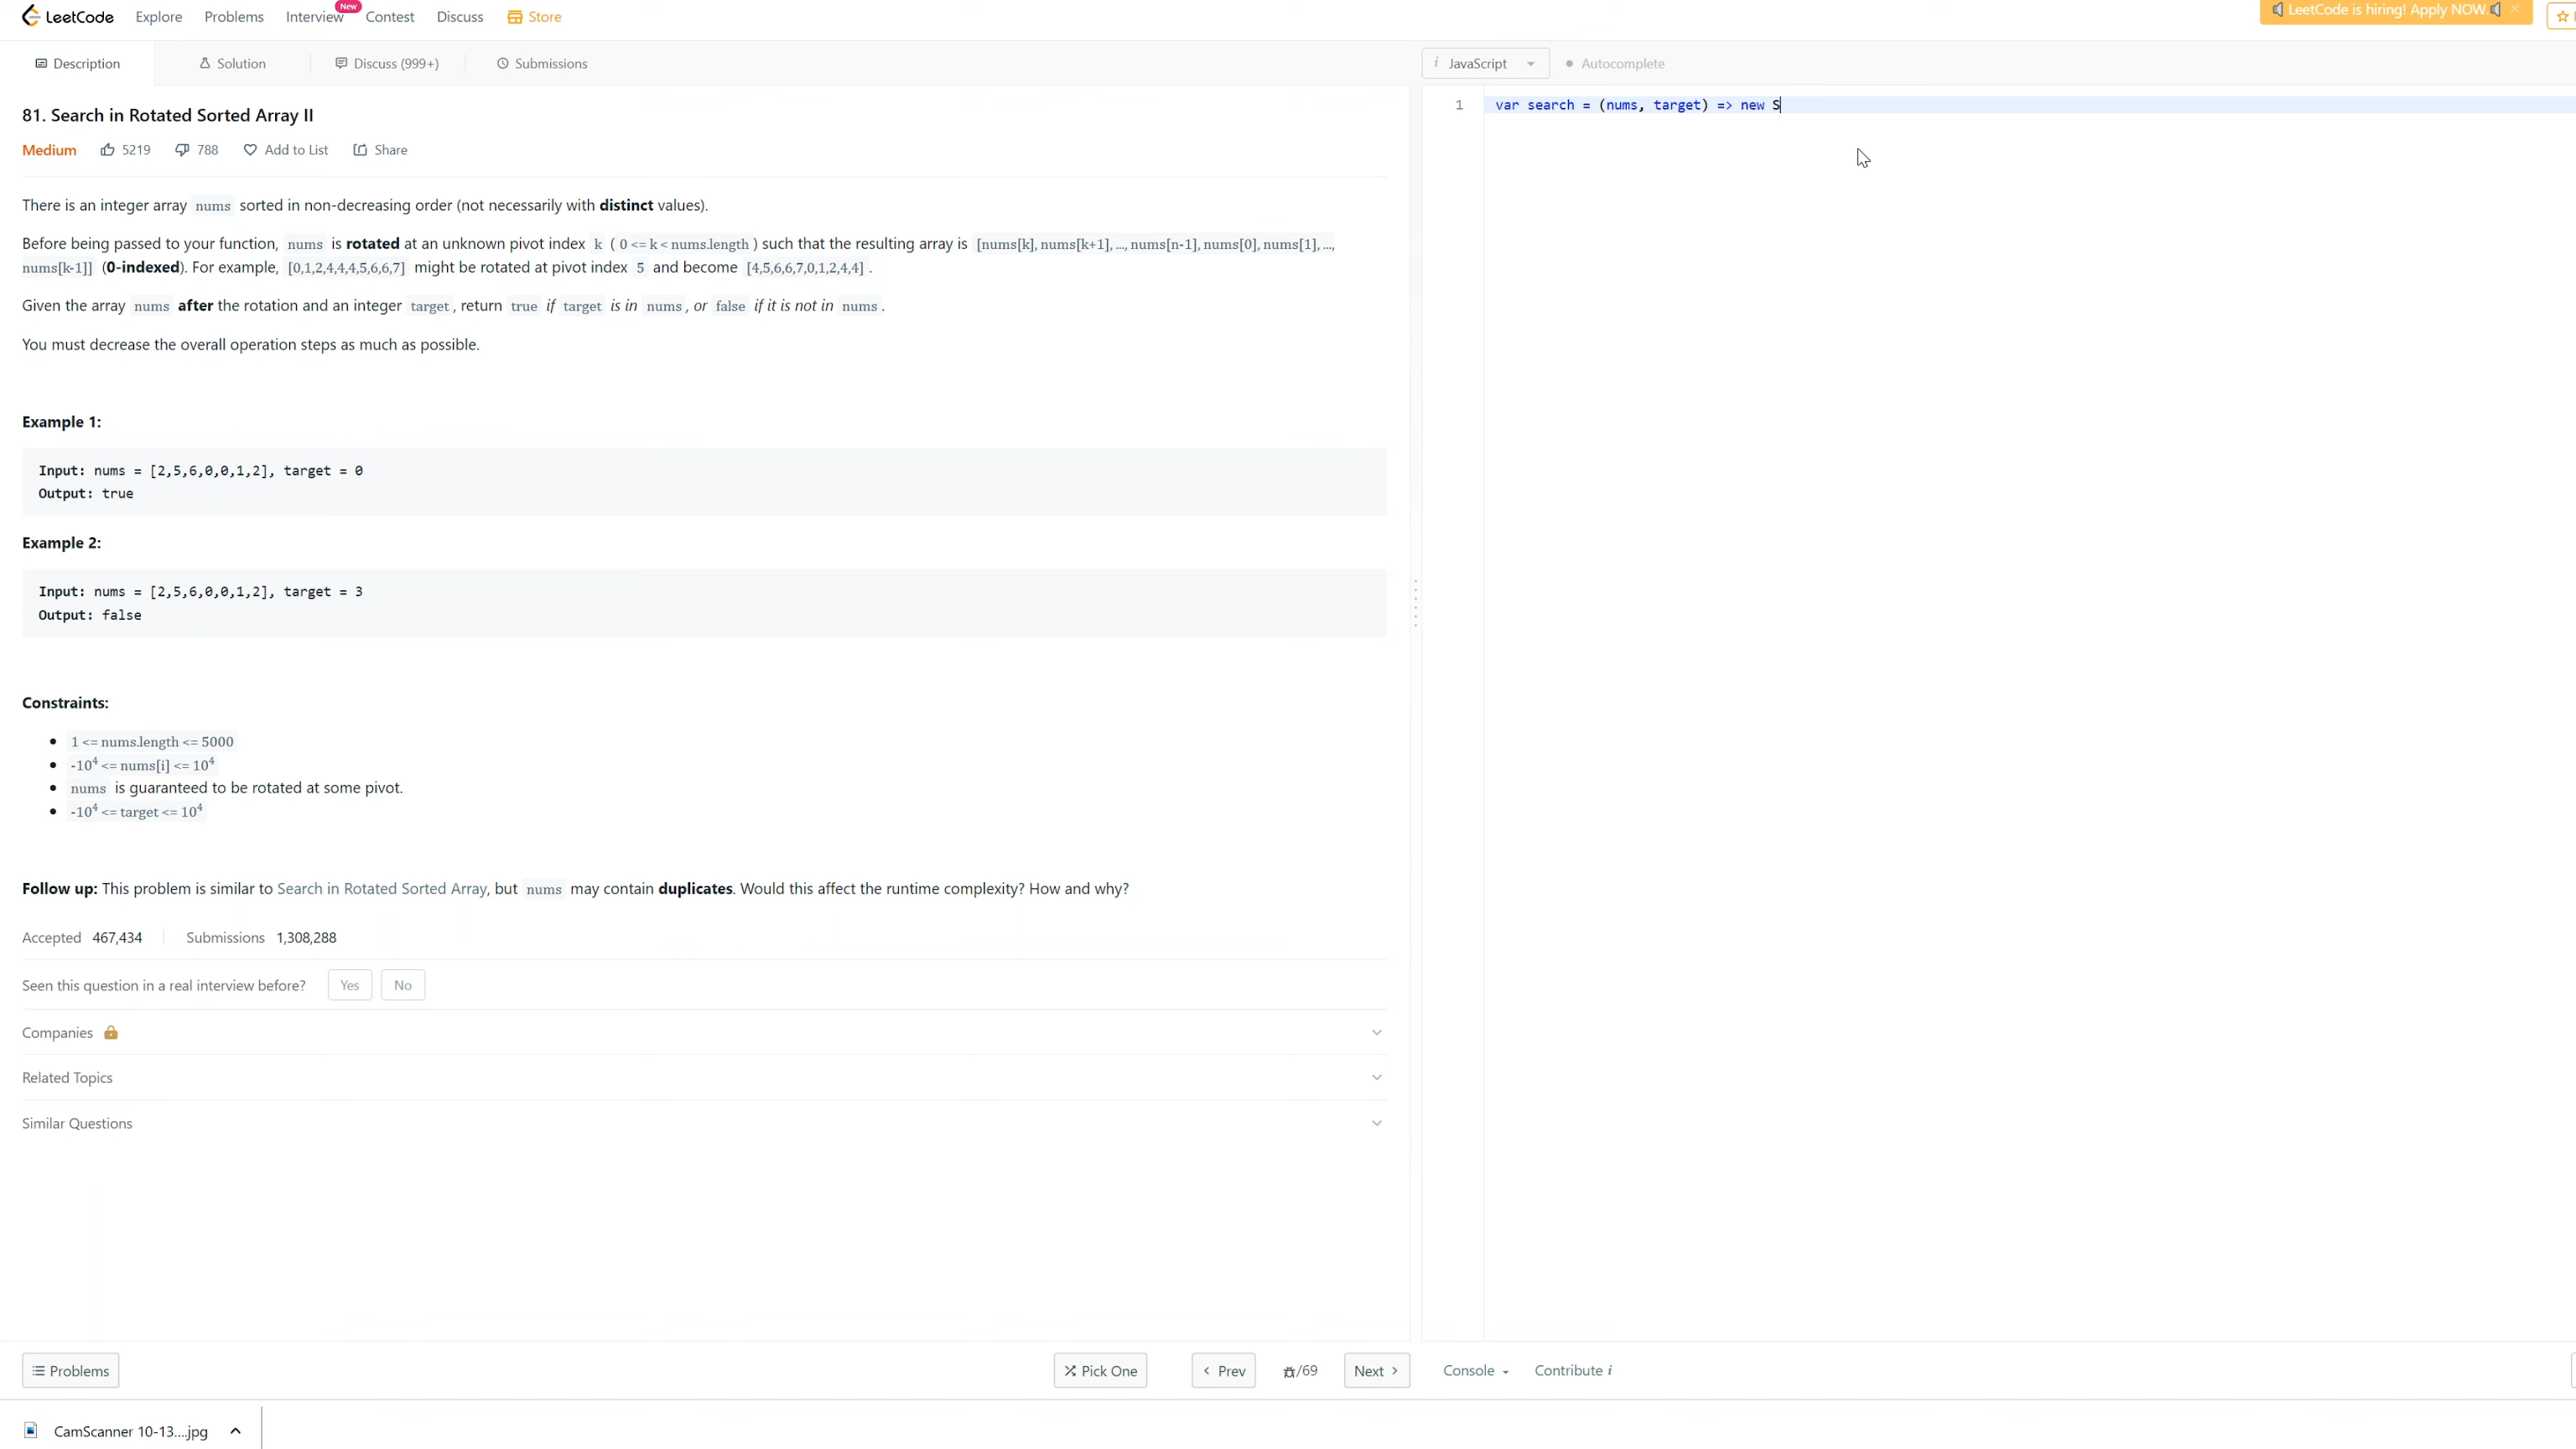 LeetCode Explore Problems Interview New Contest Discuss Store LeetCode is hiring! Apply NOW
Description Solution Discuss (999+) Submissions i JavaScript Autocomplete
81. Search in Rotated Sorted Array II
1 var search = (nums, target) => new S
Medium 5219 788 Add to List Share
There is an integer array nums sorted in non-decreasing order (not necessarily with distinct values).
Before being passed to your function, nums is rotated at an unknown pivot index k (0 <= k < nums.length) such that the resulting array is [nums[k], nums[k+1], ..., nums[n-1], nums[0], nums[1], ...,
nums[k-1]] (0-indexed). For example, [0,1,2,4,4,4,5,6,6,7] might be rotated at pivot index 5 and become [4,5,6,6,7,0,1,2,4,4].
Given the array nums after the rotation and an integer target, return true if target is in nums, or false if it is not in nums.
You must decrease the overall operation steps as much as possible.
Example 1:
Input: nums = [2,5,6,0,0,1,2], target = 0
Output: true
Example 2:
Input: nums = [2,5,6,0,0,1,2], target = 3
Output: false
Constraints:
1 <= nums.length <= 5000
-10⁴ <= nums[i] <= 10⁴
nums is guaranteed to be rotated at some pivot.
-10⁴ <= target <= 10⁴
Follow up: This problem is similar to Search in Rotated Sorted Array, but nums may contain duplicates. Would this affect the runtime complexity? How and why?
Accepted 467,434 Submissions 1,308,288
Seen this question in a real interview before? Yes No
Companies
Related Topics
Similar Questions
Problems Pick One Prev /69 Next Console Contribute i
CamScanner 10-13....jpg